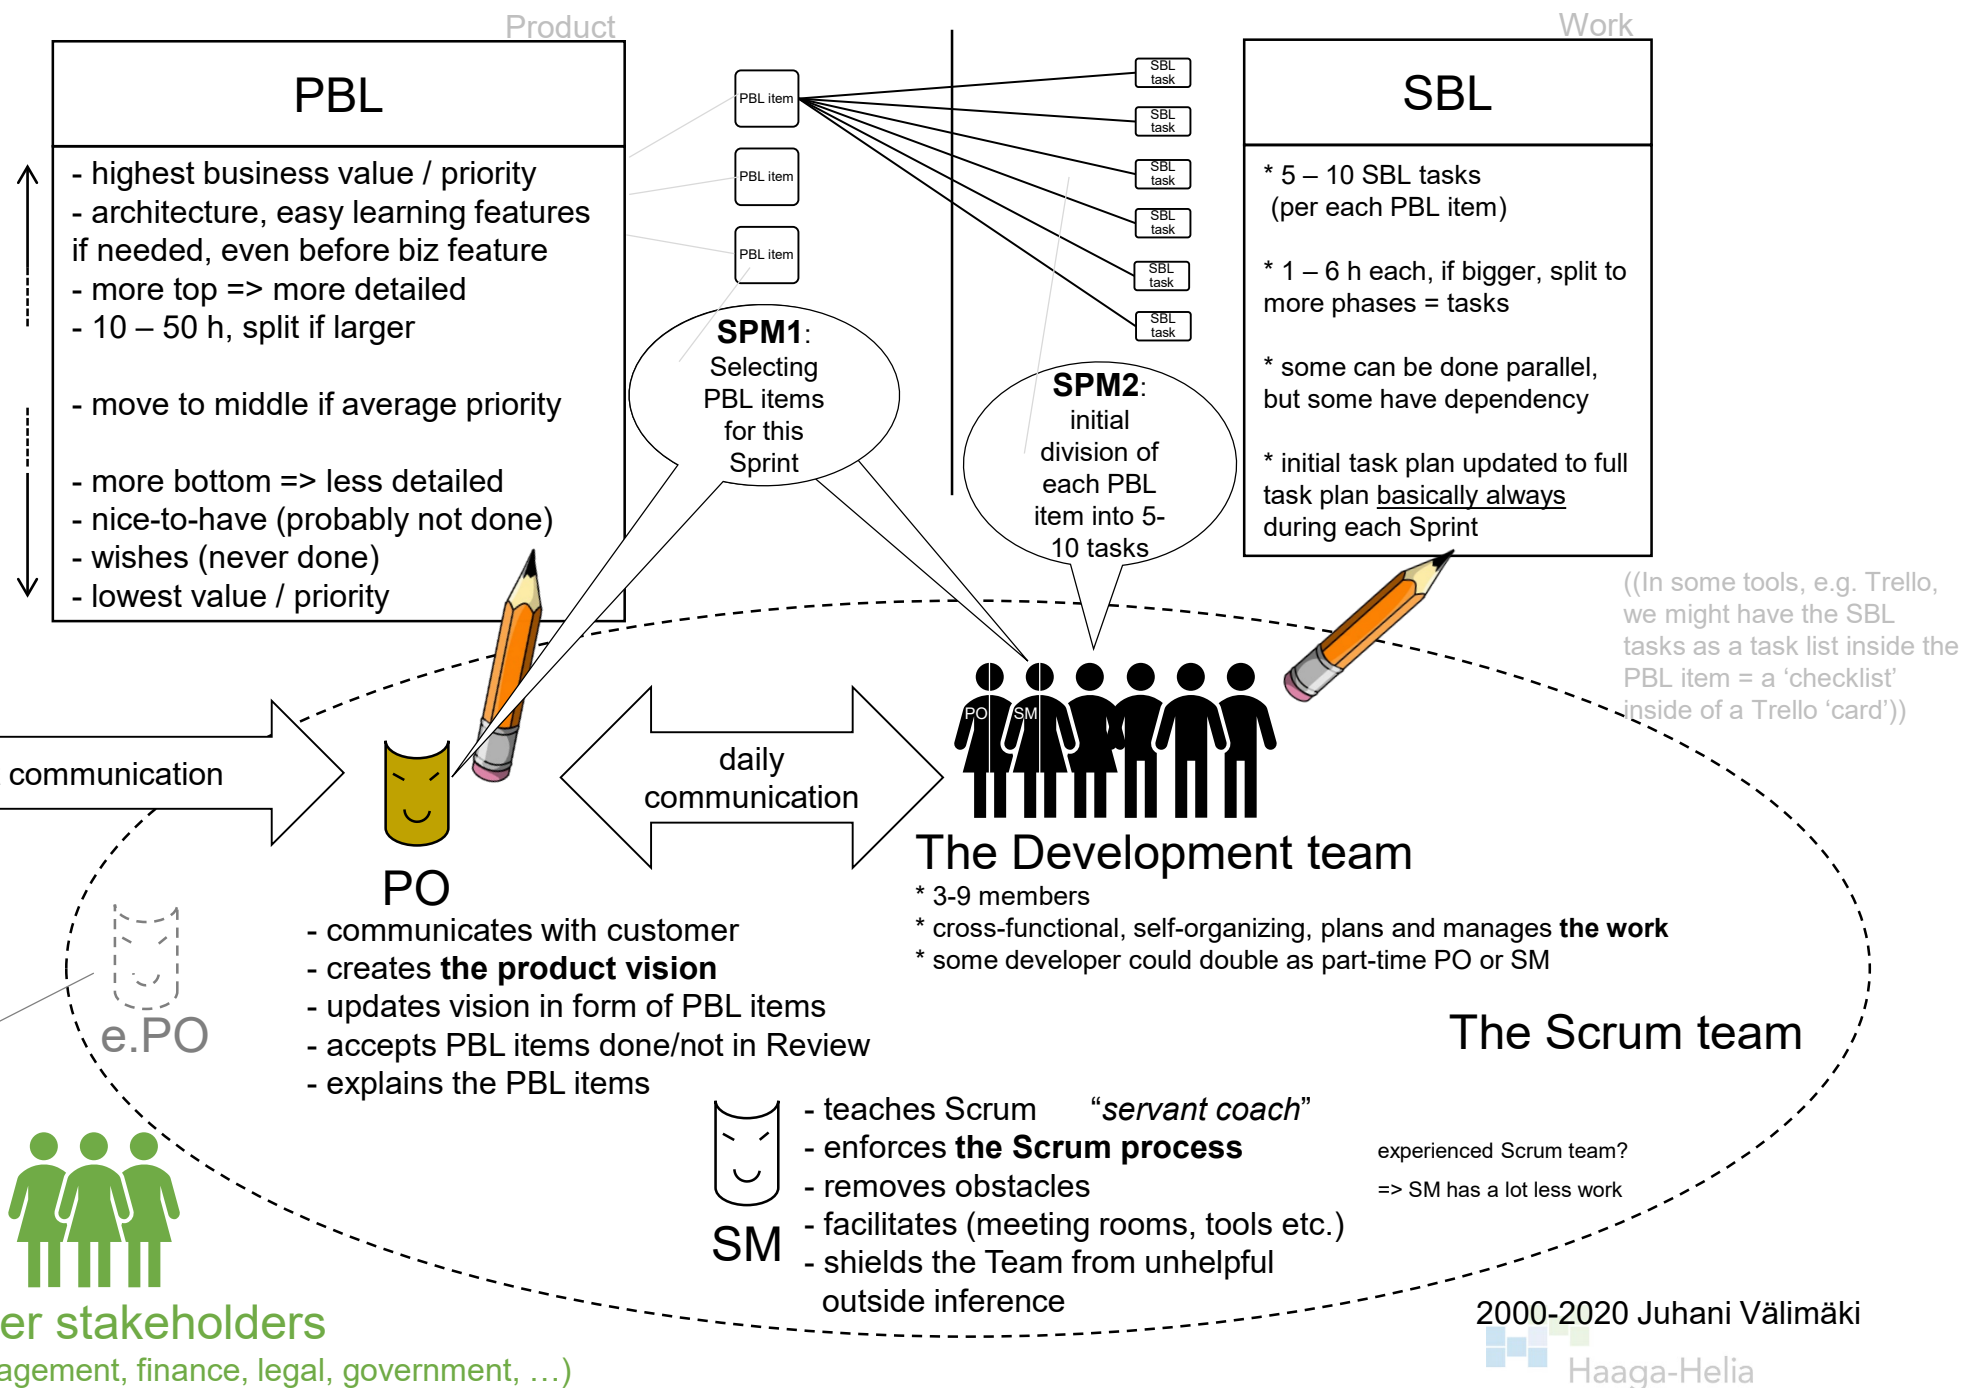 Product
Work
PBL
- highest business value / priority
- architecture, easy learning features
if needed, even before biz feature
- more top => more detailed
- 10 – 50 h, split if larger
- move to middle if average priority
- more bottom => less detailed
- nice-to-have (probably not done)
- wishes (never done)
- lowest value / priority
PBL item
PBL item
PBL item
SBL
task
SBL
task
SBL
task
SBL
task
SBL
task
SBL
task
SBL
* 5 – 10 SBL tasks
(per each PBL item)
* 1 – 6 h each, if bigger, split to
more phases = tasks
* some can be done parallel,
but some have dependency
* initial task plan updated to full
task plan basically always
during each Sprint
SPM1:
Selecting
PBL items
for this
Sprint
SPM2:
initial
division of
each PBL
item into 5-
10 tasks
((In some tools, e.g. Trello,
we might have the SBL
tasks as a task list inside the
PBL item = a ‘checklist’
inside of a Trello ‘card’))
communication
daily
communication
PO
SM
The Development team
* 3-9 members
* cross-functional, self-organizing, plans and manages the work
* some developer could double as part-time PO or SM
PO
- communicates with customer
- creates the product vision
- updates vision in form of PBL items
- accepts PBL items done/not in Review
- explains the PBL items
e.PO
The Scrum team
SM
- teaches Scrum “servant coach”
- enforces the Scrum process
- removes obstacles
- facilitates (meeting rooms, tools etc.)
- shields the Team from unhelpful
outside inference
experienced Scrum team?
=> SM has a lot less work
er stakeholders
agement, finance, legal, government, …)
2000-2020 Juhani Välimäki
Haaga-Helia